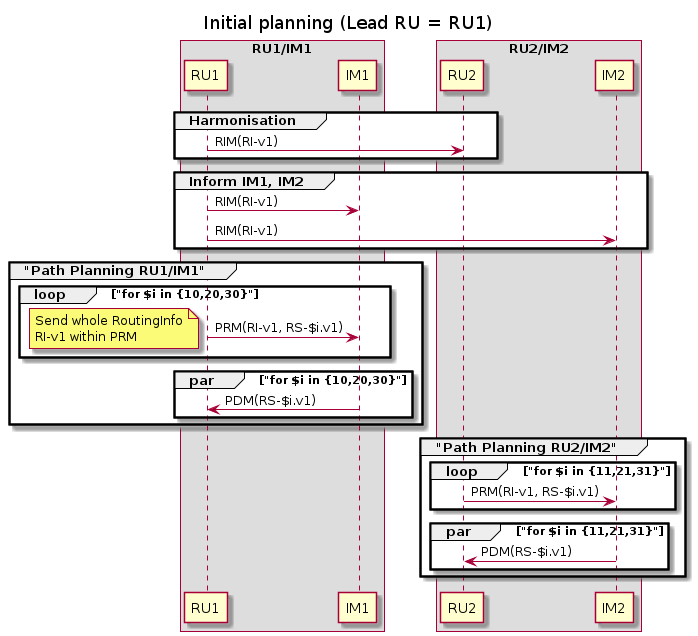 Initial planning (Lead RU = RU1)
RU1/IM1
RU2/IM2
RU1
IM1
RU2
IM2
Harmonisation
RIM(RI-v1)
Inform IM1, IM2
RIM(RI-v1)
RIM(RI-v1)
"Path Planning RU1/IM1"
loop ["for $i in {10,20,30}"]
Send whole RoutingInfo
RI-v1 within PRM
PRM(RI-v1, RS-$i.v1)
par ["for $i in {10,20,30}"]
PDM(RS-$i.v1)
"Path Planning RU2/IM2"
loop ["for $i in {11,21,31}"]
PRM(RI-v1, RS-$i.v1)
par ["for $i in {11,21,31}"]
PDM(RS-$i.v1)
RU1
IM1
RU2
IM2